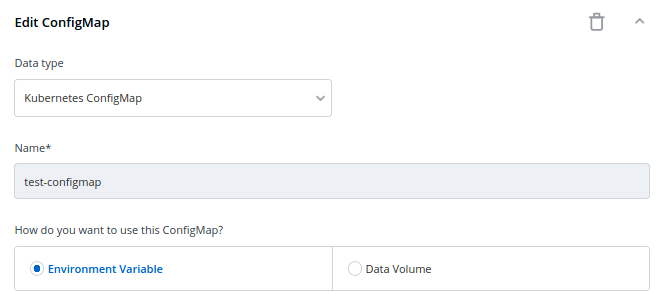 Edit ConfigMap
Data type
Kubernetes ConfigMap
Name*
test-configmap
How do you want to use this ConfigMap?
Environment Variable
Data Volume